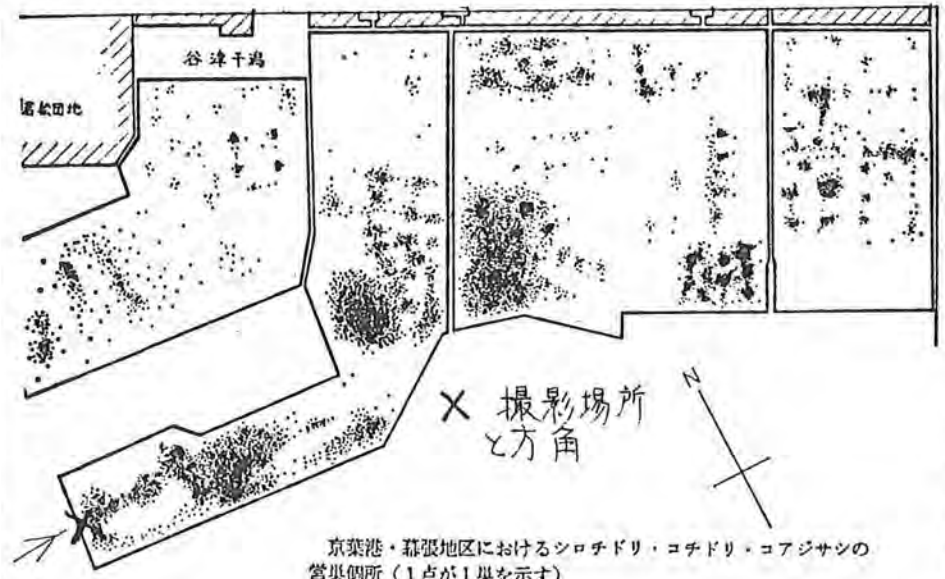 谷津干潟
若松団地
× 撮影場所
と方角
N
京葉港・幕張地区におけるシロチドリ・コチドリ・コアジサシの
営巣個所（1点が1巣を示す）